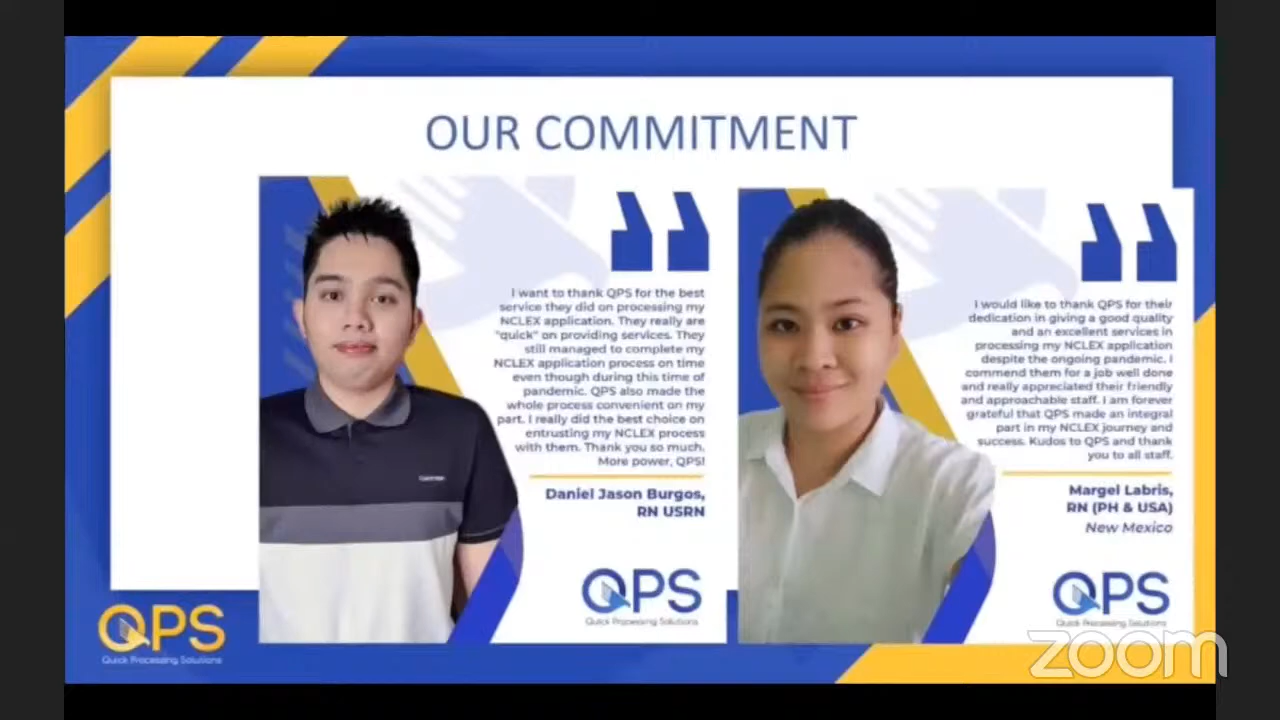 OUR COMMITMENT
I want to thank QPS for the best
service they did on processing my
NCLEX application. They really are
"quick" on providing services. They
still managed to complete my
NCLEX application process on time
even though during this time of
pandemic. QPS also made the
whole process convenient on my
part. I really did the best choice on
entrusting my NCLEX process
with them. Thank you so much.
More power, QPS!
Daniel Jason Burgos,
RN USRN
QPS
Quick Processing Solutions
I would like to thank QPS for their
dedication in giving a good quality
and an excellent services in
processing my NCLEX application
despite the ongoing pandemic. I
commend them for a job well done
and really appreciated their friendly
and approachable staff. I am forever
grateful that QPS made an integral
part in my NCLEX journey and
success. Kudos to QPS and thank
you to all staff.
Margel Labris,
RN (PH & USA)
New Mexico
QPS
Quick Processing Solutions
QPS
Quick Processing Solutions
zoom